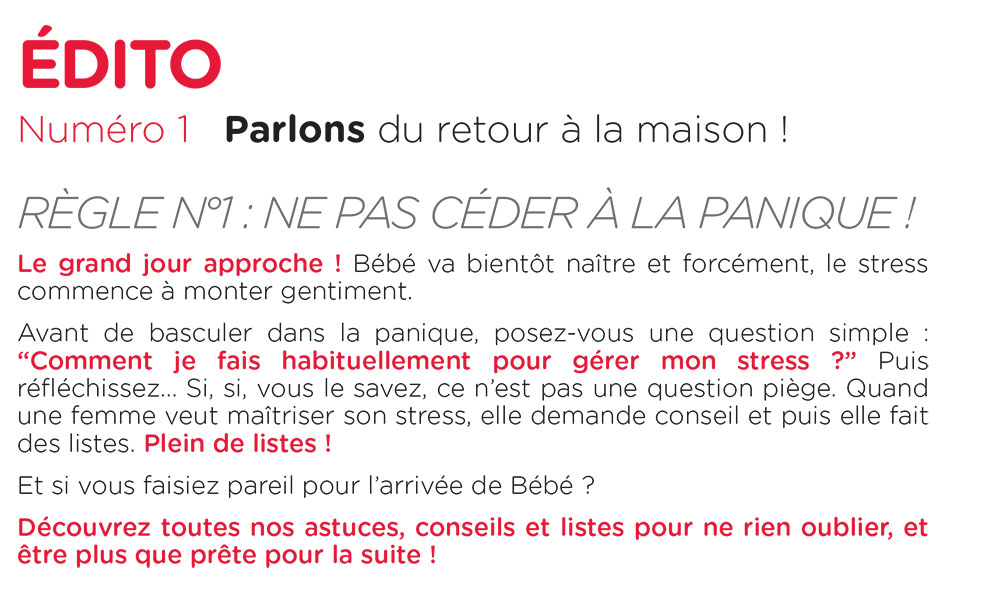 ÉDITO
Numéro 1 Parlons du retour à la maison !
RÈGLE N°1 : NE PAS CÉDER À LA PANIQUE !
Le grand jour approche ! Bébé va bientôt naître et forcément, le stress
commence à monter gentiment.
Avant de basculer dans la panique, posez-vous une question simple :
“Comment je fais habituellement pour gérer mon stress ?” Puis
réfléchissez... Si, si, vous le savez, ce n’est pas une question piège. Quand
une femme veut maîtriser son stress, elle demande conseil et puis elle fait
des listes. Plein de listes !
Et si vous faisiez pareil pour l’arrivée de Bébé ?
Découvrez toutes nos astuces, conseils et listes pour ne rien oublier, et
être plus que prête pour la suite !